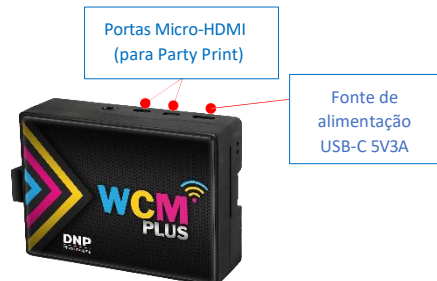 Portas Micro-HDMI
(para Party Print)
Fonte de
alimentação
USB-C 5V3A
WCM
PLUS
DNP